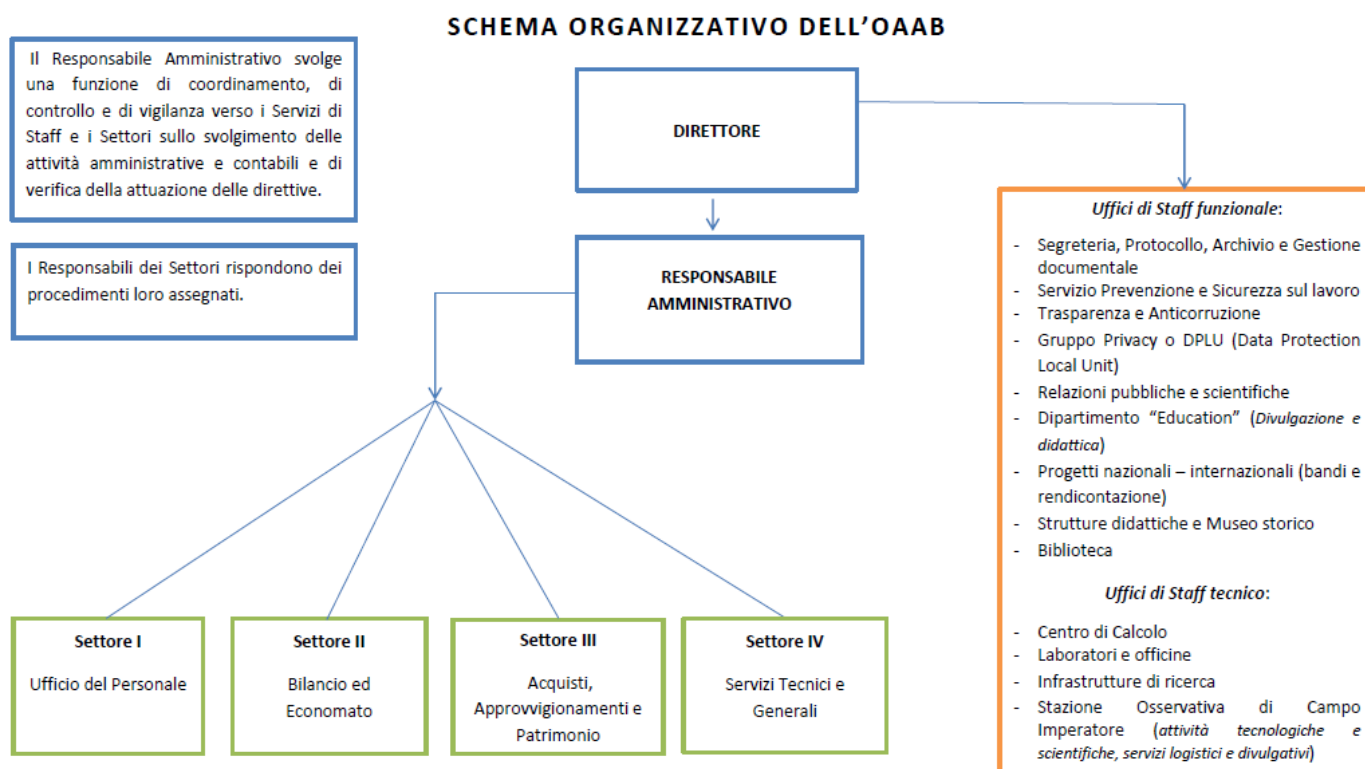 SCHEMA ORGANIZZATIVO DELL’OAAB
Il Responsabile Amministrativo svolge
una funzione di coordinamento, di
controllo e di vigilanza verso i Servizi di
Staff e i Settori sullo svolgimento delle
attività amministrative e contabili e di
verifica della attuazione delle direttive.
I Responsabili dei Settori rispondono dei
procedimenti loro assegnati.
DIRETTORE
RESPONSABILE
AMMINISTRATIVO
Uffici di Staff funzionale:
- Segreteria, Protocollo, Archivio e Gestione
documentale
- Servizio Prevenzione e Sicurezza sul lavoro
- Trasparenza e Anticorruzione
- Gruppo Privacy o DPLU (Data Protection
Local Unit)
- Relazioni pubbliche e scientifiche
- Dipartimento “Education” (Divulgazione e
didattica)
- Progetti nazionali – internazionali (bandi e
rendicontazione)
- Strutture didattiche e Museo storico
- Biblioteca
Uffici di Staff tecnico:
- Centro di Calcolo
- Laboratori e officine
- Infrastrutture di ricerca
- Stazione Osservativa di Campo
Imperatore (attività tecnologiche e
scientifiche, servizi logistici e divulgativi)
Settore I
Ufficio del Personale
Settore II
Bilancio ed
Economato
Settore III
Acquisti,
Approvvigionamenti e
Patrimonio
Settore IV
Servizi Tecnici e
Generali